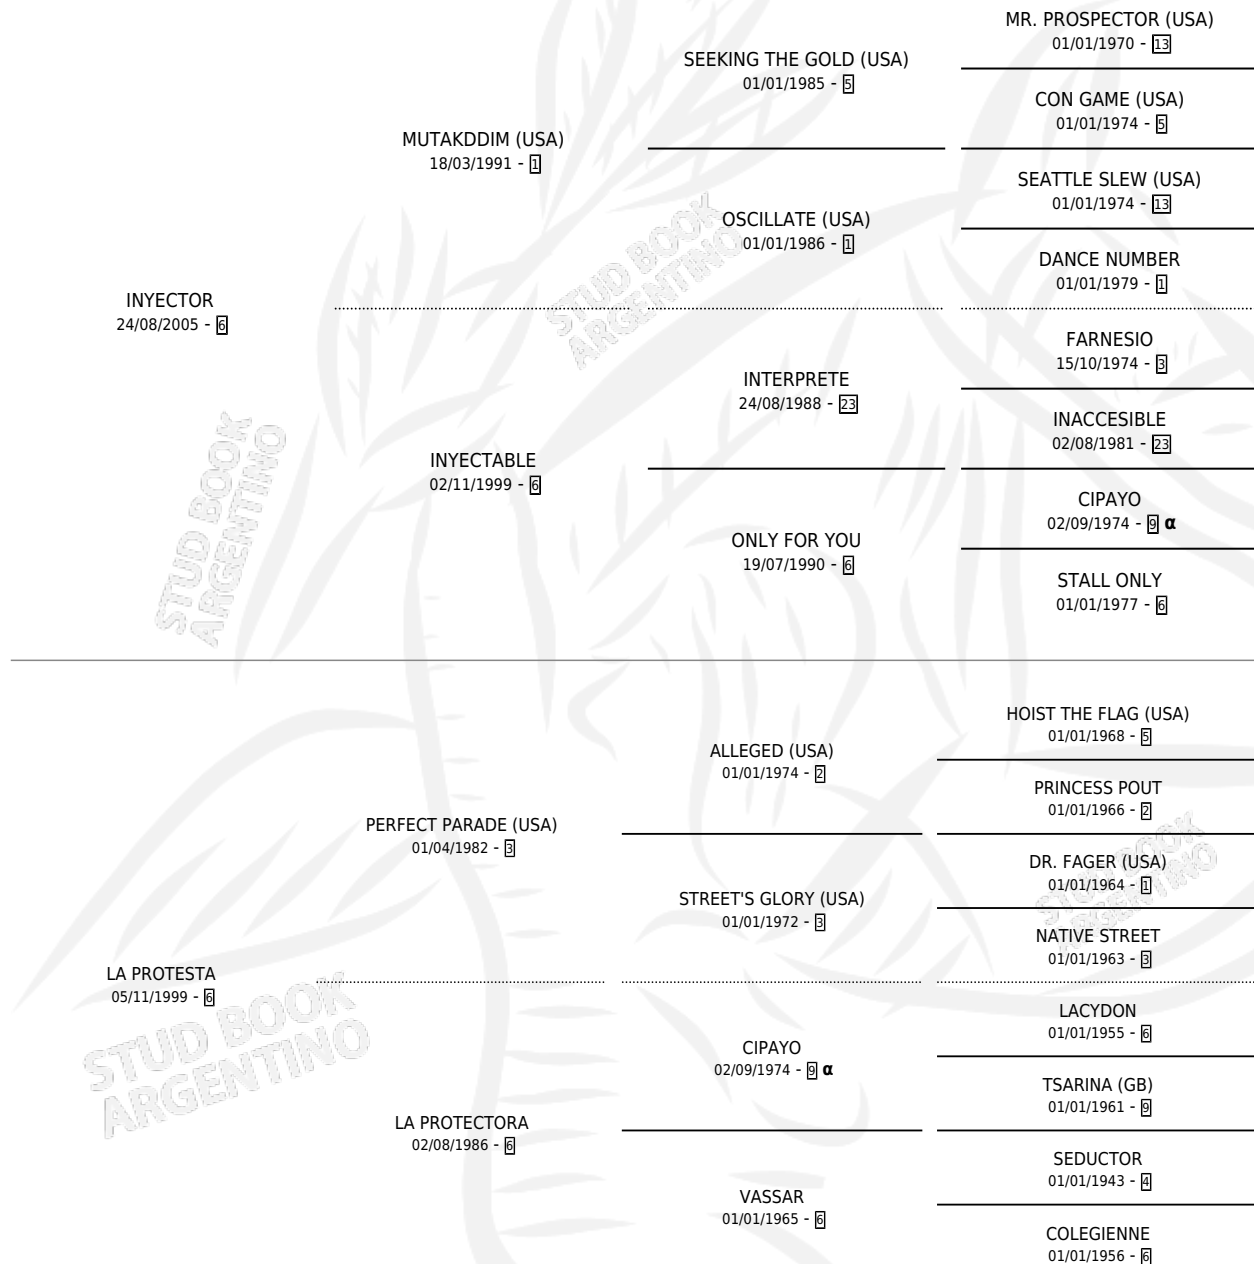 MR. PROSPECTOR (USA)
01/01/1970 - 13
SEEKING THE GOLD (USA)
01/01/1985 - 5
CON GAME (USA)
01/01/1974 - 5
MUTAKDDIM (USA)
18/03/1991 - 1
SEATTLE SLEW (USA)
01/01/1974 - 13
OSCILLATE (USA)
01/01/1986 - 1
DANCE NUMBER
01/01/1979 - 1
INYECTOR
24/08/2005 - 6
FARNESIO
15/10/1974 - 3
INTERPRETE
24/08/1988 - 23
INACCESIBLE
02/08/1981 - 23
INYECTABLE
02/11/1999 - 6
CIPAYO
02/09/1974 - 9 α
ONLY FOR YOU
19/07/1990 - 6
STALL ONLY
01/01/1977 - 6
HOIST THE FLAG (USA)
01/01/1968 - 5
ALLEGED (USA)
01/01/1974 - 2
PRINCESS POUT
01/01/1966 - 2
PERFECT PARADE (USA)
01/04/1982 - 3
DR. FAGER (USA)
01/01/1964 - 1
STREET'S GLORY (USA)
01/01/1972 - 3
NATIVE STREET
01/01/1963 - 3
LA PROTESTA
05/11/1999 - 6
LACYDON
01/01/1955 - 6
CIPAYO
02/09/1974 - 9 α
TSARINA (GB)
01/01/1961 - 9
LA PROTECTORA
02/08/1986 - 6
SEDUCTOR
01/01/1943 - 4
VASSAR
01/01/1965 - 6
COLEGIENNE
01/01/1956 - 6
STUD BOOK
ARGENTINO
STUD BOOK
ARGENTINO
STUD BOOK
ARGENTINO
STUD BOOK
ARGENTINO